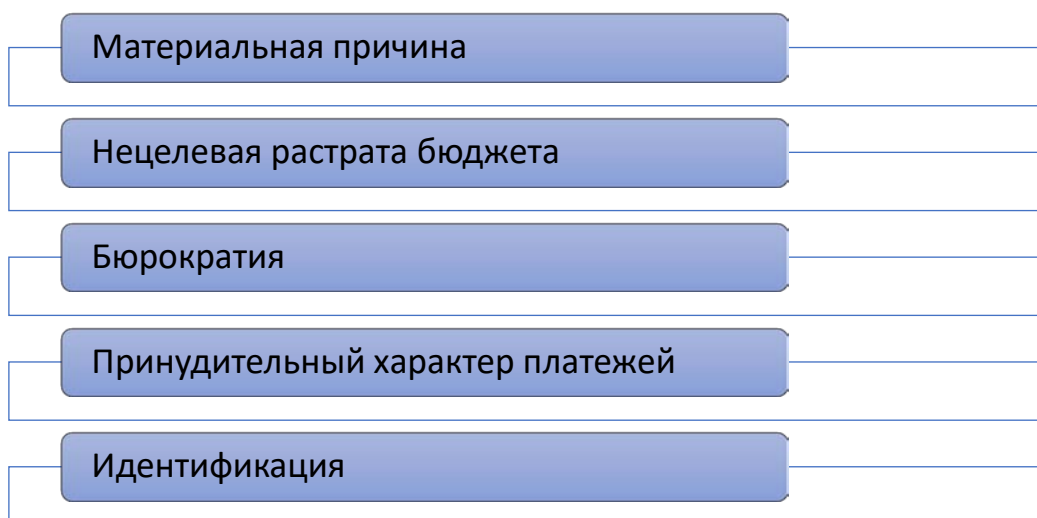 Материальная причина
Нецелевая растрата бюджета
Бюрократия
Принудительный характер платежей
Идентификация